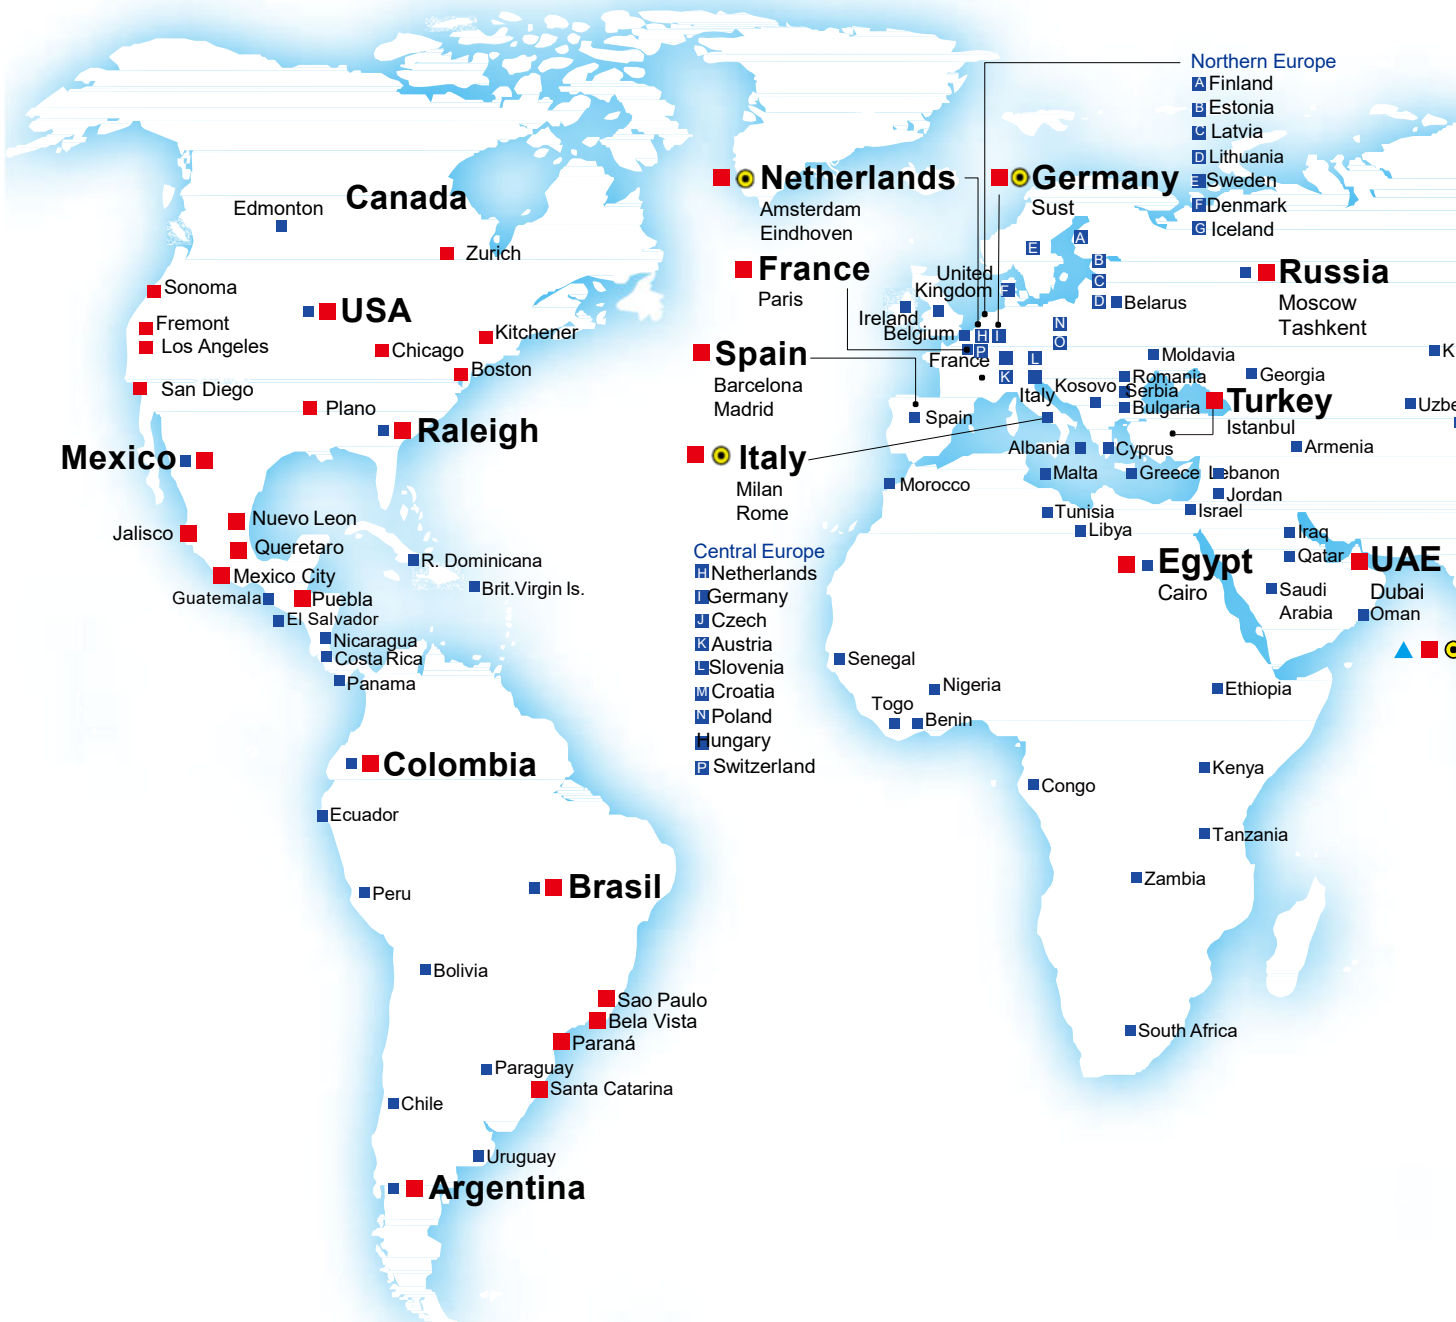 Canada
Edmonton
Zurich
Sonoma
USA
Fremont
Los Angeles
Kitchener
Chicago
Boston
San Diego
Plano
Raleigh
Mexico
Nuevo Leon
Jalisco
Queretaro
R. Dominicana
Mexico City
Brit.Virgin Is.
Guatemala
Puebla
El Salvador
Nicaragua
Costa Rica
Panama
Colombia
Ecuador
Brasil
Peru
Bolivia
Sao Paulo
Bela Vista
Paraná
Paraguay
Santa Catarina
Chile
Uruguay
Argentina
Netherlands
Amsterdam
Eindhoven
France
Paris
Spain
Barcelona
Madrid
Italy
Milan
Rome
Central Europe
H Netherlands
I Germany
J Czech
K Austria
L Slovenia
M Croatia
N Poland
Hungary
P Switzerland
Germany
Sust
Northern Europe
A Finland
B Estonia
C Latvia
D Lithuania
E Sweden
F Denmark
G Iceland
E
A
B
C
D
F
N
O
H
I
P
L
K
United
Kingdom
Ireland
Belgium
France
Belarus
Russia
Moscow
Tashkent
Moldavia
K
Romania
Georgia
Kosovo
Serbia
Italy
Bulgaria
Turkey
Istanbul
Uzbe
Spain
Albania
Cyprus
Armenia
Malta
Greece
Lebanon
Morocco
Jordan
Tunisia
Israel
Libya
Iraq
Egypt
Cairo
Qatar
UAE
Dubai
Saudi
Arabia
Oman
Senegal
Nigeria
Togo
Benin
Ethiopia
Kenya
Congo
Tanzania
Zambia
South Africa